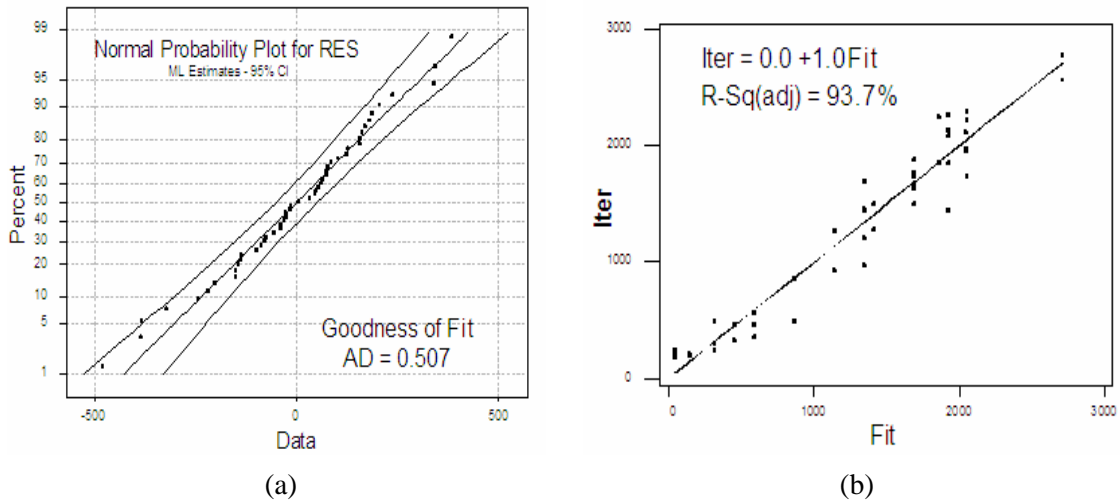 Normal Probability Plot for RES
ML Estimates - 95% CI
99
95
90
80
70
60
50
40
30
20
10
5
1
Percent
Goodness of Fit
AD = 0.507
-500
0
500
Data
(a)
Iter = 0.0 +1.0Fit
R-Sq(adj) = 93.7%
3000
2000
1000
0
Iter
0
1000
2000
3000
Fit
(b)